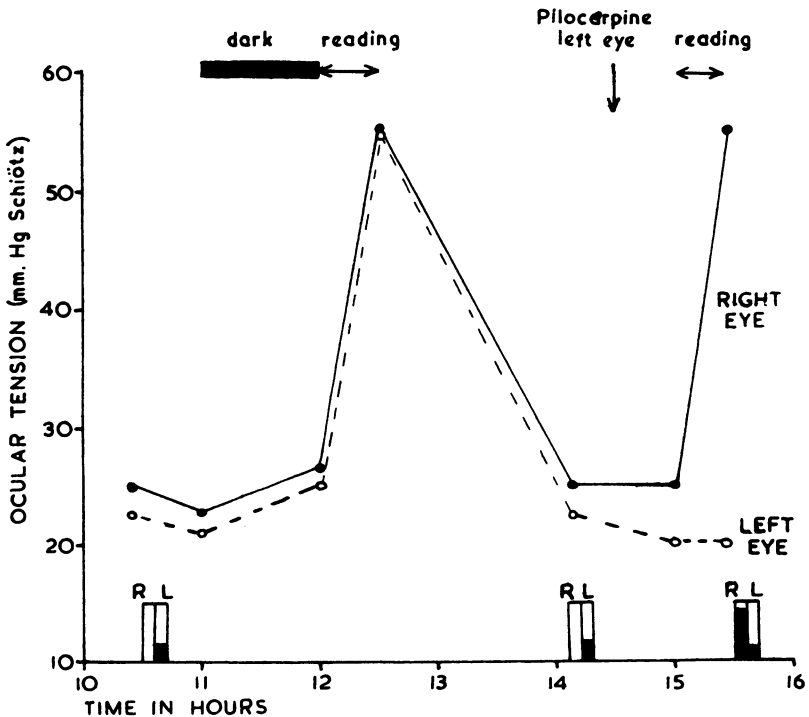 Pilocarpine
dark reading left eye reading
60
50
40
30
20
10
OCULAR TENSION (mm. Hg Schiötz)
RIGHT
EYE
LEFT
EYE
R L
R L
R L
10 11 12 13 14 15 16
TIME IN HOURS